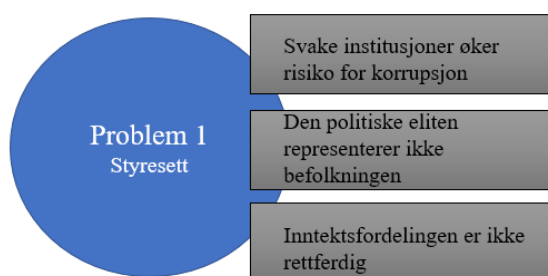 Problem 1
Styresett
Svake institusjoner øker
risiko for korrupsjon
Den politiske eliten
representerer ikke
befolkningen
Inntektsfordelingen er ikke
rettferdig